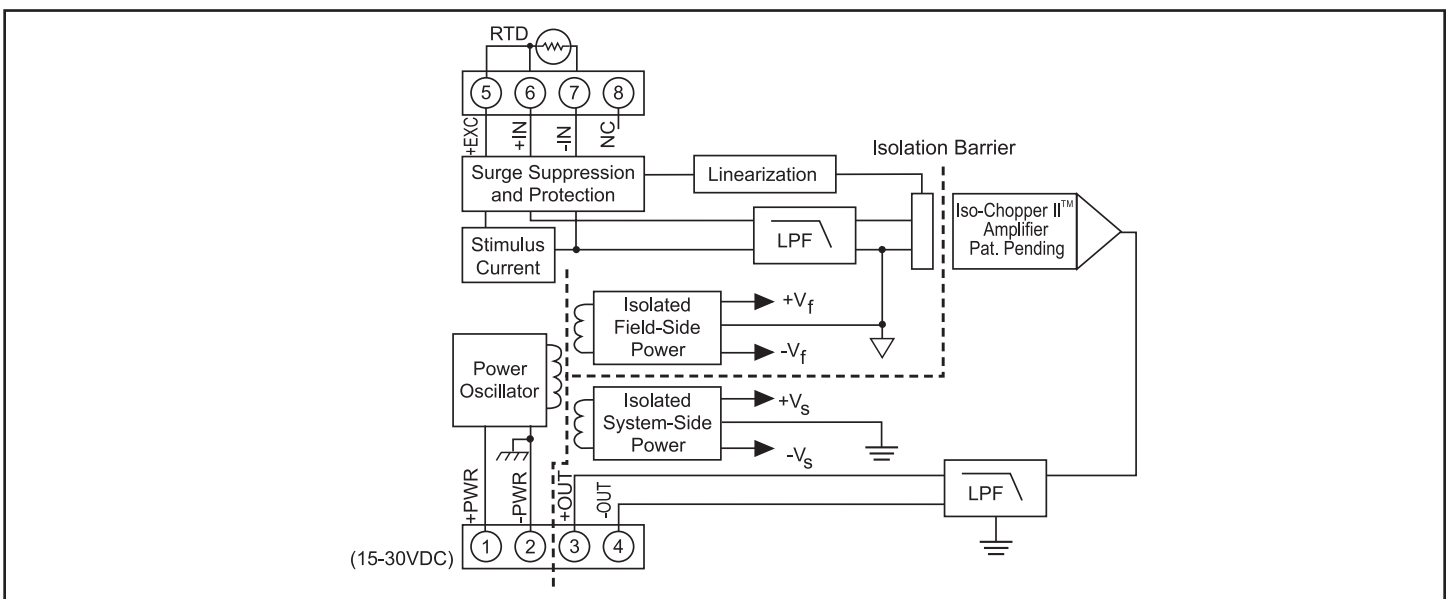 RTD
5 6 7 8
+EXC
+IN
-IN
NC
Isolation Barrier
Surge Suppression
and Protection
Linearization
Iso-Chopper II™
Amplifier
Pat. Pending
LPF
Stimulus
Current
Isolated
Field-Side
Power
+Vf
-Vf
Power
Oscillator
Isolated
System-Side
Power
+Vs
-Vs
+PWR
-PWR
+OUT
-OUT
LPF
(15-30VDC)
1 2 3 4